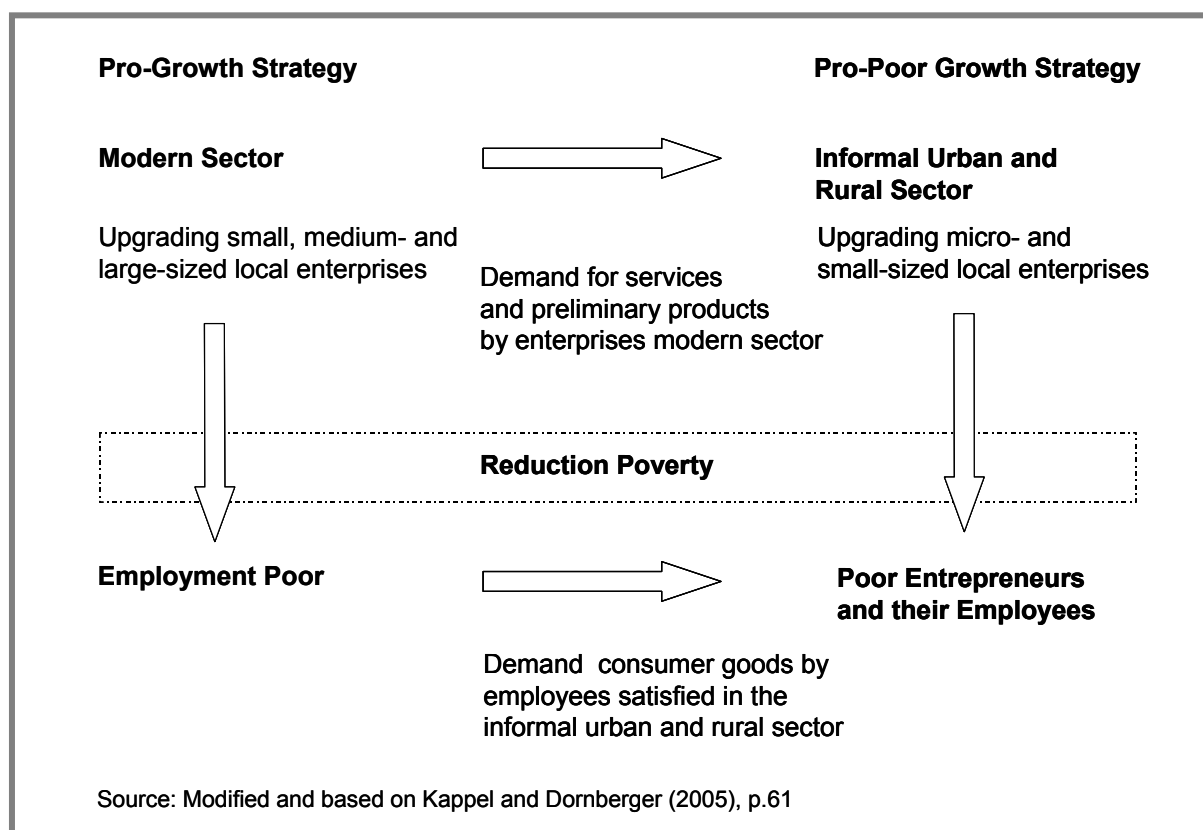 Pro-Growth Strategy
Pro-Poor Growth Strategy
Modern Sector
Informal Urban and
Rural Sector
Upgrading small, medium- and
large-sized local enterprises
Upgrading micro- and
small-sized local enterprises
Demand for services
and preliminary products
by enterprises modern sector
Reduction Poverty
Employment Poor
Poor Entrepreneurs
and their Employees
Demand consumer goods by
employees satisfied in the
informal urban and rural sector
Source: Modified and based on Kappel and Dornberger (2005), p.61